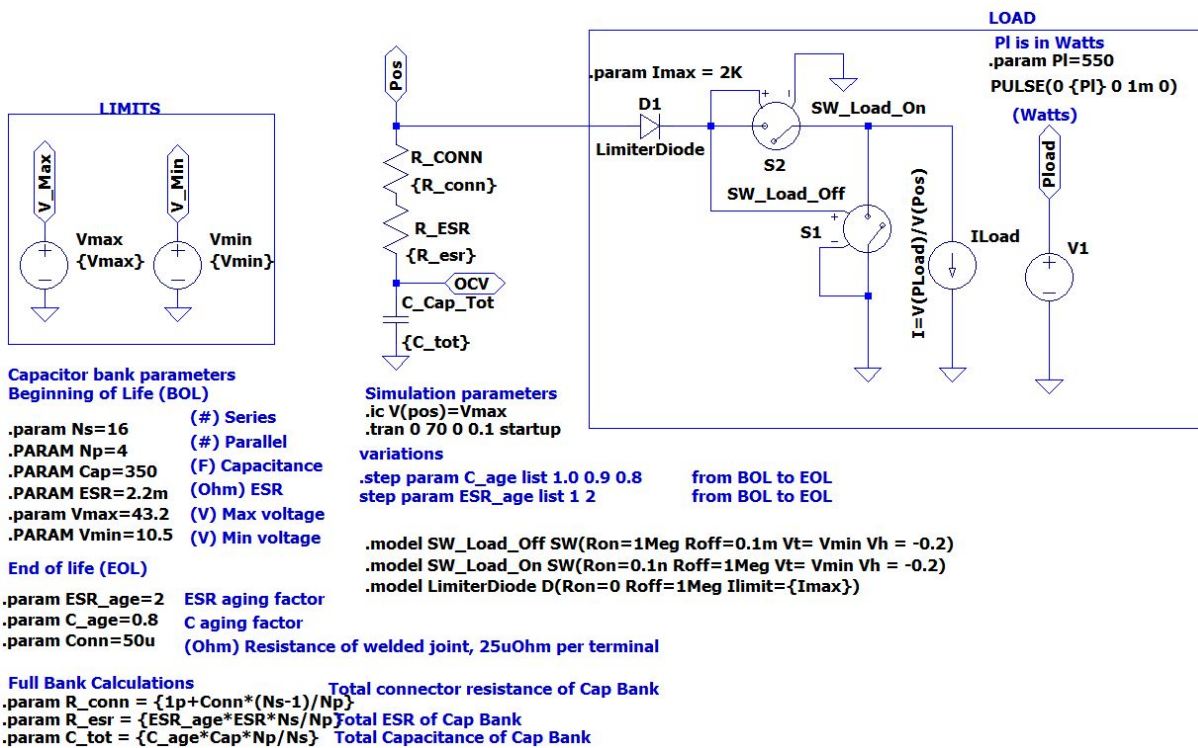 LIMITS
V_Max
V_Min
Vmax
{Vmax}
Vmin
{Vmin}
Pos
R_CONN
{R_conn}
R_ESR
{R_esr}
OCV
C_Cap_Tot
{C_tot}
LOAD
Pl is in Watts
.param Pl=550
PULSE(0 {Pl} 0 1m 0)
(Watts)
.param Imax = 2K
D1
LimiterDiode
+
-
SW_Load_On
S2
SW_Load_Off
+
-
S1
I=V(PLoad)/V(Pos)
ILoad
Pload
V1
Capacitor bank parameters
Beginning of Life (BOL)
.param Ns=16 (#) Series
.PARAM Np=4 (#) Parallel
.PARAM Cap=350 (F) Capacitance
.PARAM ESR=2.2m (Ohm) ESR
.param Vmax=43.2 (V) Max voltage
.PARAM Vmin=10.5 (V) Min voltage
End of life (EOL)
.param ESR_age=2 ESR aging factor
.param C_age=0.8 C aging factor
.param Conn=50u (Ohm) Resistance of welded joint, 25uOhm per terminal
Full Bank Calculations
.param R_conn = {1p+Conn*(Ns-1)/Np} Total connector resistance of Cap Bank
.param R_esr = {ESR_age*ESR*Ns/Np} Total ESR of Cap Bank
.param C_tot = {C_age*Cap*Np/Ns} Total Capacitance of Cap Bank
Simulation parameters
.ic V(pos)=Vmax
.tran 0 70 0 0.1 startup
variations
.step param C_age list 1.0 0.9 0.8 from BOL to EOL
step param ESR_age list 1 2 from BOL to EOL
.model SW_Load_Off SW(Ron=1Meg Roff=0.1m Vt= Vmin Vh = -0.2)
.model SW_Load_On SW(Ron=0.1n Roff=1Meg Vt= Vmin Vh = -0.2)
.model LimiterDiode D(Ron=0 Roff=1Meg Ilimit={Imax})